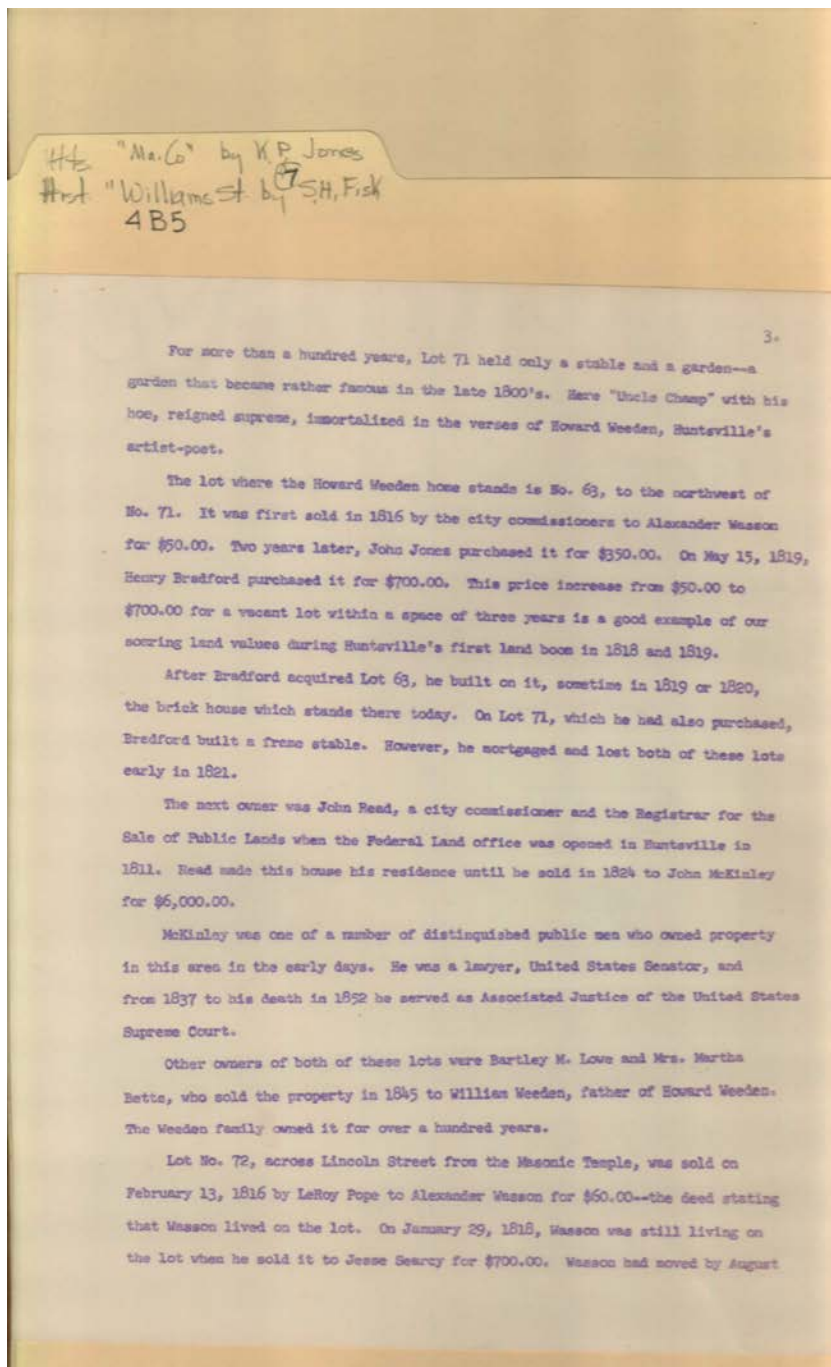 Hts "Ma. Co" by K.P. Jones
Hist "Williams St. by S.H. Fisk
7
4B5
3.
For more than a hundred years, Lot 71 held only a stable and a garden--a
garden that became rather famous in the late 1800's. Here "Uncle Champ" with his
hoe, reigned supreme, immortalized in the verses of Howard Weeden, Huntsville's
artist-poet.
The lot where the Howard Weeden home stands is No. 63, to the northwest of
No. 71. It was first sold in 1816 by the city commissioners to Alexander Wasson
for $50.00. Two years later, John Jones purchased it for $350.00. On May 15, 1819,
Henry Bradford purchased it for $700.00. This price increase from $50.00 to
$700.00 for a vacant lot within a space of three years is a good example of our
soaring land values during Huntsville's first land boom in 1818 and 1819.
After Bradford acquired Lot 63, he built on it, sometime in 1819 or 1820,
the brick house which stands there today. On Lot 71, which he had also purchased,
Bradford built a frame stable. However, he mortgaged and lost both of these lots
early in 1821.
The next owner was John Read, a city commissioner and the Registrar for the
Sale of Public Lands when the Federal Land office was opened in Huntsville in
1811. Read made this house his residence until he sold in 1824 to John McKinley
for $6,000.00.
McKinley was one of a number of distinguished public men who owned property
in this area in the early days. He was a lawyer, United States Senator, and
from 1837 to his death in 1852 he served as Associated Justice of the United States
Supreme Court.
Other owners of both of these lots were Bartley M. Lowe and Mrs. Martha
Betts, who sold the property in 1845 to William Weeden, father of Howard Weeden.
The Weeden family owned it for over a hundred years.
Lot No. 72, across Lincoln Street from the Masonic Temple, was sold on
February 13, 1816 by LeRoy Pope to Alexander Wasson for $60.00--the deed stating
that Wasson lived on the lot. On January 29, 1818, Wasson was still living on
the lot when he sold it to Jesse Searcy for $700.00. Wasson had moved by August